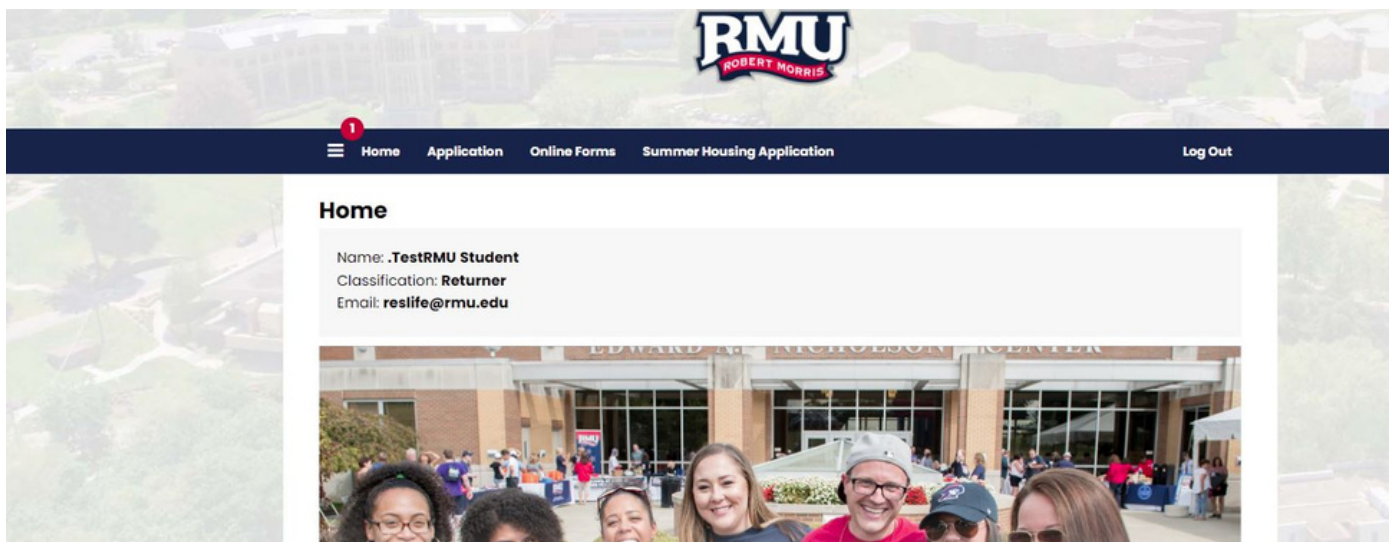 RMU
ROBERT MORRIS
1
Home Application Online Forms Summer Housing Application Log Out
Home
Name: .TestRMU Student
Classification: Returner
Email: reslife@rmu.edu
EDWARD A. NICHOLSON CENTER
RMU